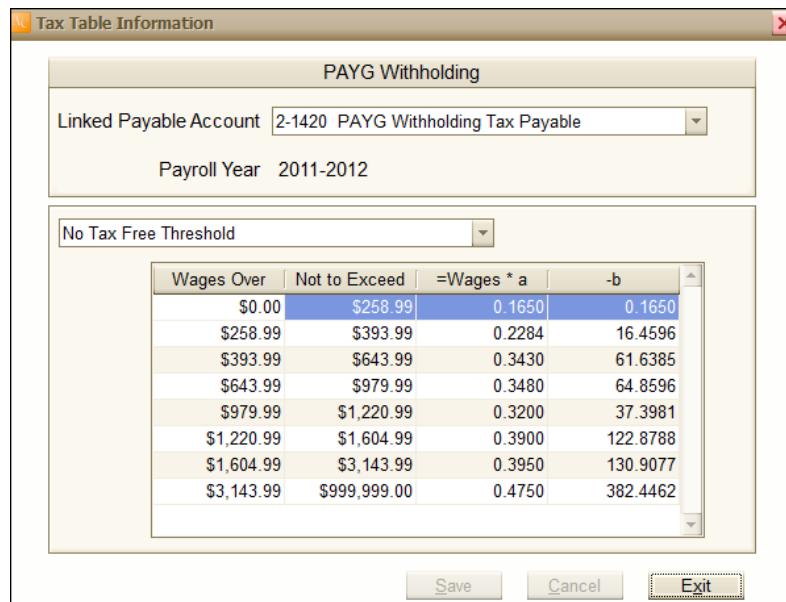 Tax Table Information
PAYG Withholding
Linked Payable Account 2-1420 PAYG Withholding Tax Payable
Payroll Year 2011-2012
No Tax Free Threshold
Wages Over Not to Exceed =Wages * a -b
$0.00 $258.99 0.1650 0.1650
$258.99 $393.99 0.2284 16.4596
$393.99 $643.99 0.3430 61.6385
$643.99 $979.99 0.3480 64.8596
$979.99 $1,220.99 0.3200 37.3981
$1,220.99 $1,604.99 0.3900 122.8788
$1,604.99 $3,143.99 0.3950 130.9077
$3,143.99 $999,999.00 0.4750 382.4462
Save Cancel Exit